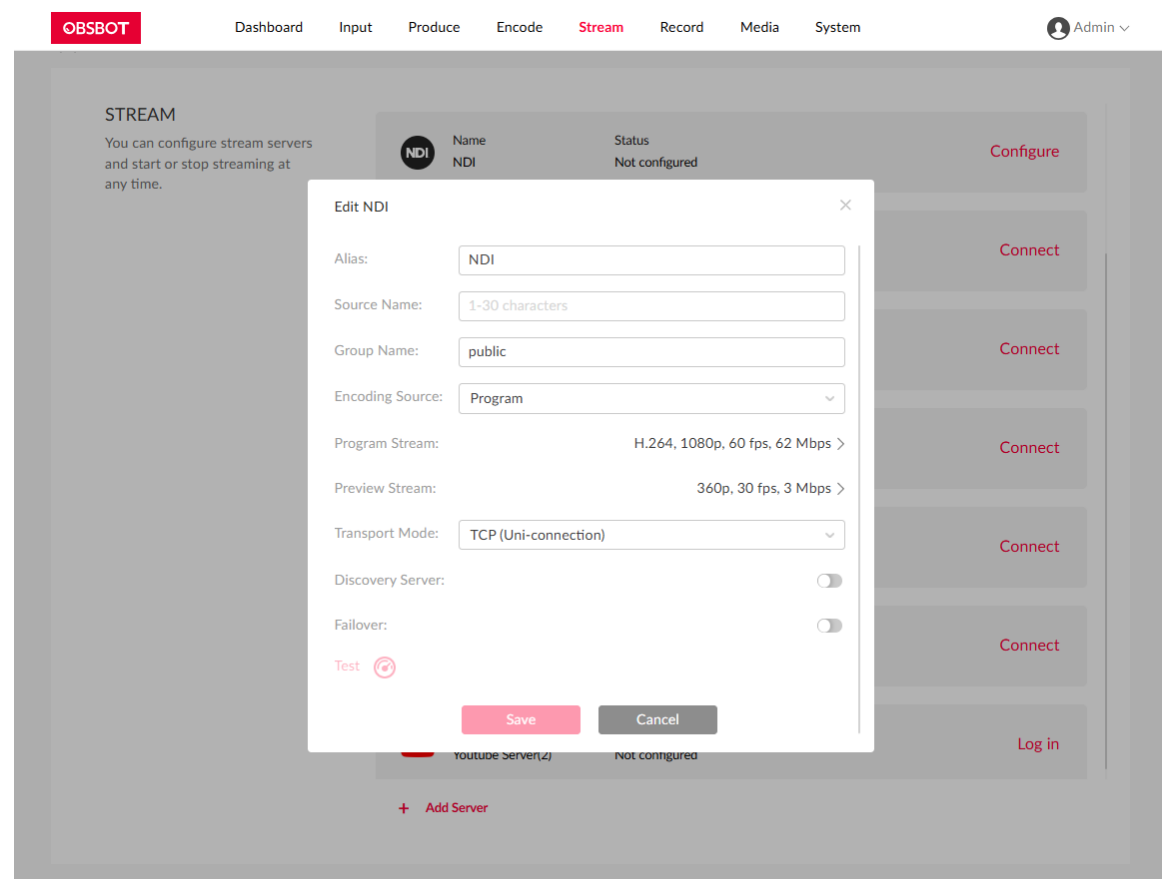 OBSBOT Dashboard Input Produce Encode Stream Record Media System Admin
STREAM
You can configure stream servers
and start or stop streaming at
any time.
NDI
Name
NDI
Status
Not configured
Configure
Edit NDI
Alias: NDI
Source Name: 1-30 characters
Group Name: public
Encoding Source: Program
Program Stream: H.264, 1080p, 60 fps, 62 Mbps
Preview Stream: 360p, 30 fps, 3 Mbps
Transport Mode: TCP (Uni-connection)
Discovery Server:
Failover:
Test
Save Cancel
Connect
Connect
Connect
Connect
Connect
Youtube Server(2) Not configured
Log in
+ Add Server